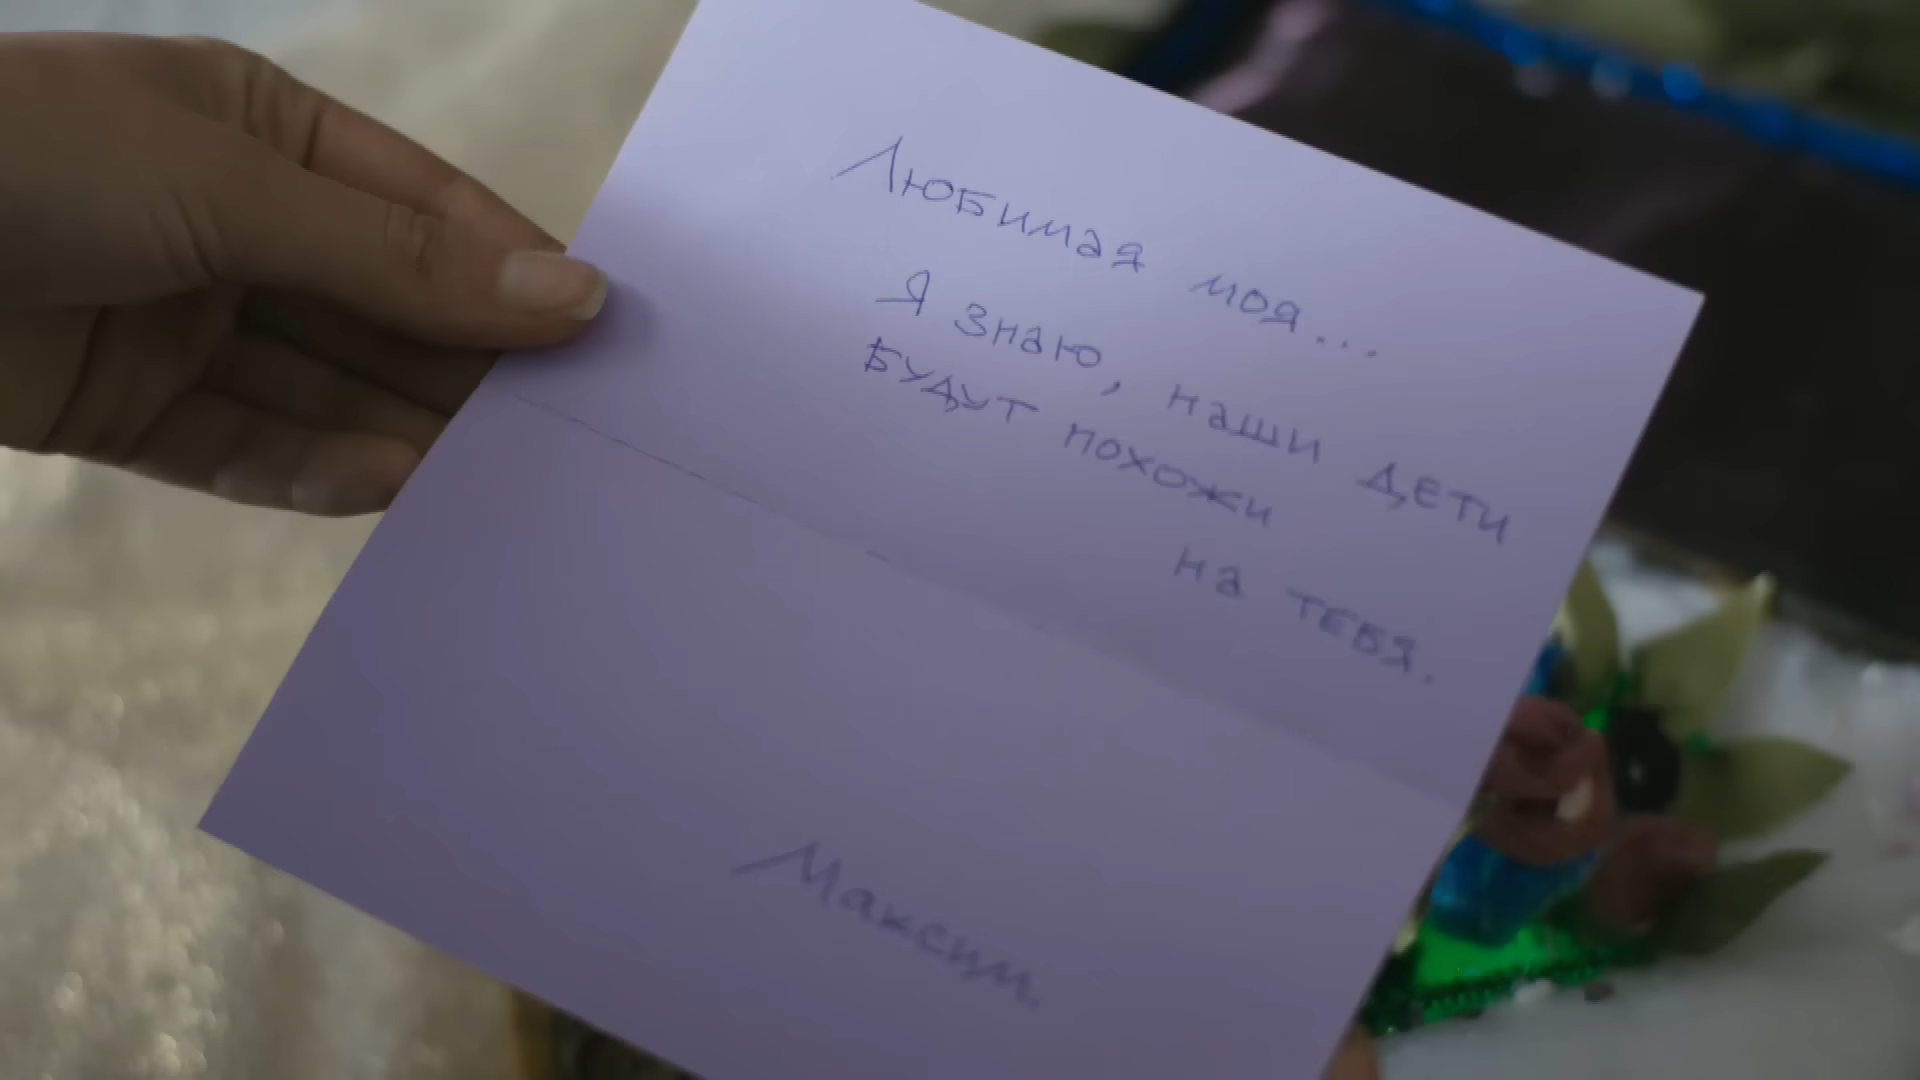 Любимая моя...
Я знаю, наши дети
будут похожи
на тебя.
Максим.